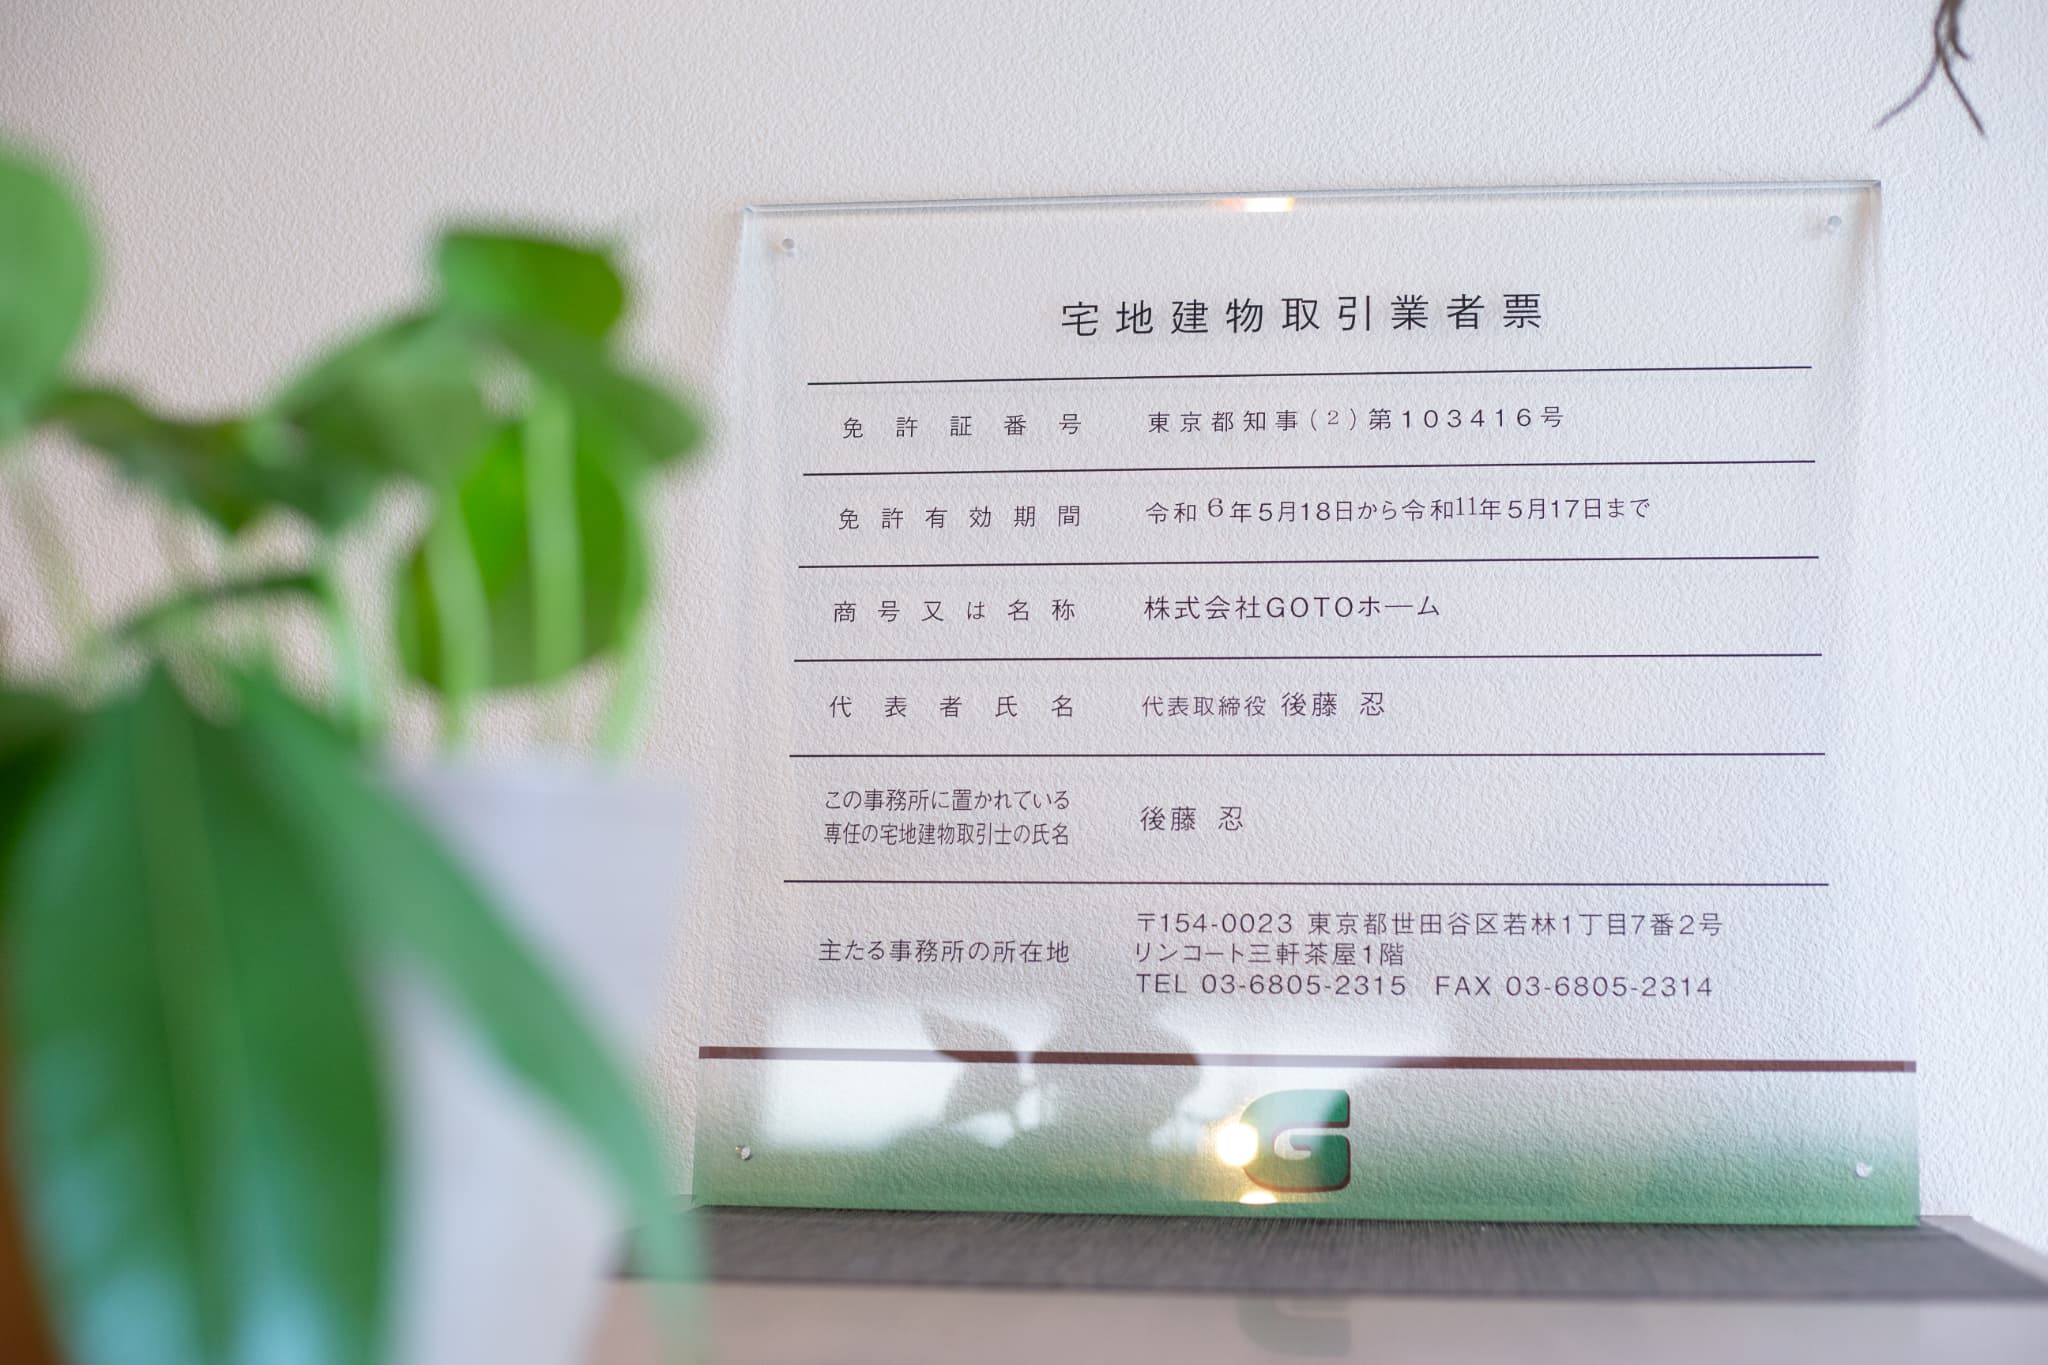 宅地建物取引業者票
免許証番号 東京都知事(2)第103416号
免許有効期間 令和6年5月18日から令和11年5月17日まで
商号又は名称 株式会社GOTOホーム
代表者氏名 代表取締役 後藤 忍
この事務所に置かれている
専任の宅地建物取引士の氏名 後藤 忍
主たる事務所の所在地 〒154-0023 東京都世田谷区若林1丁目7番2号
リンコート三軒茶屋1階
TEL 03-6805-2315 FAX 03-6805-2314
G